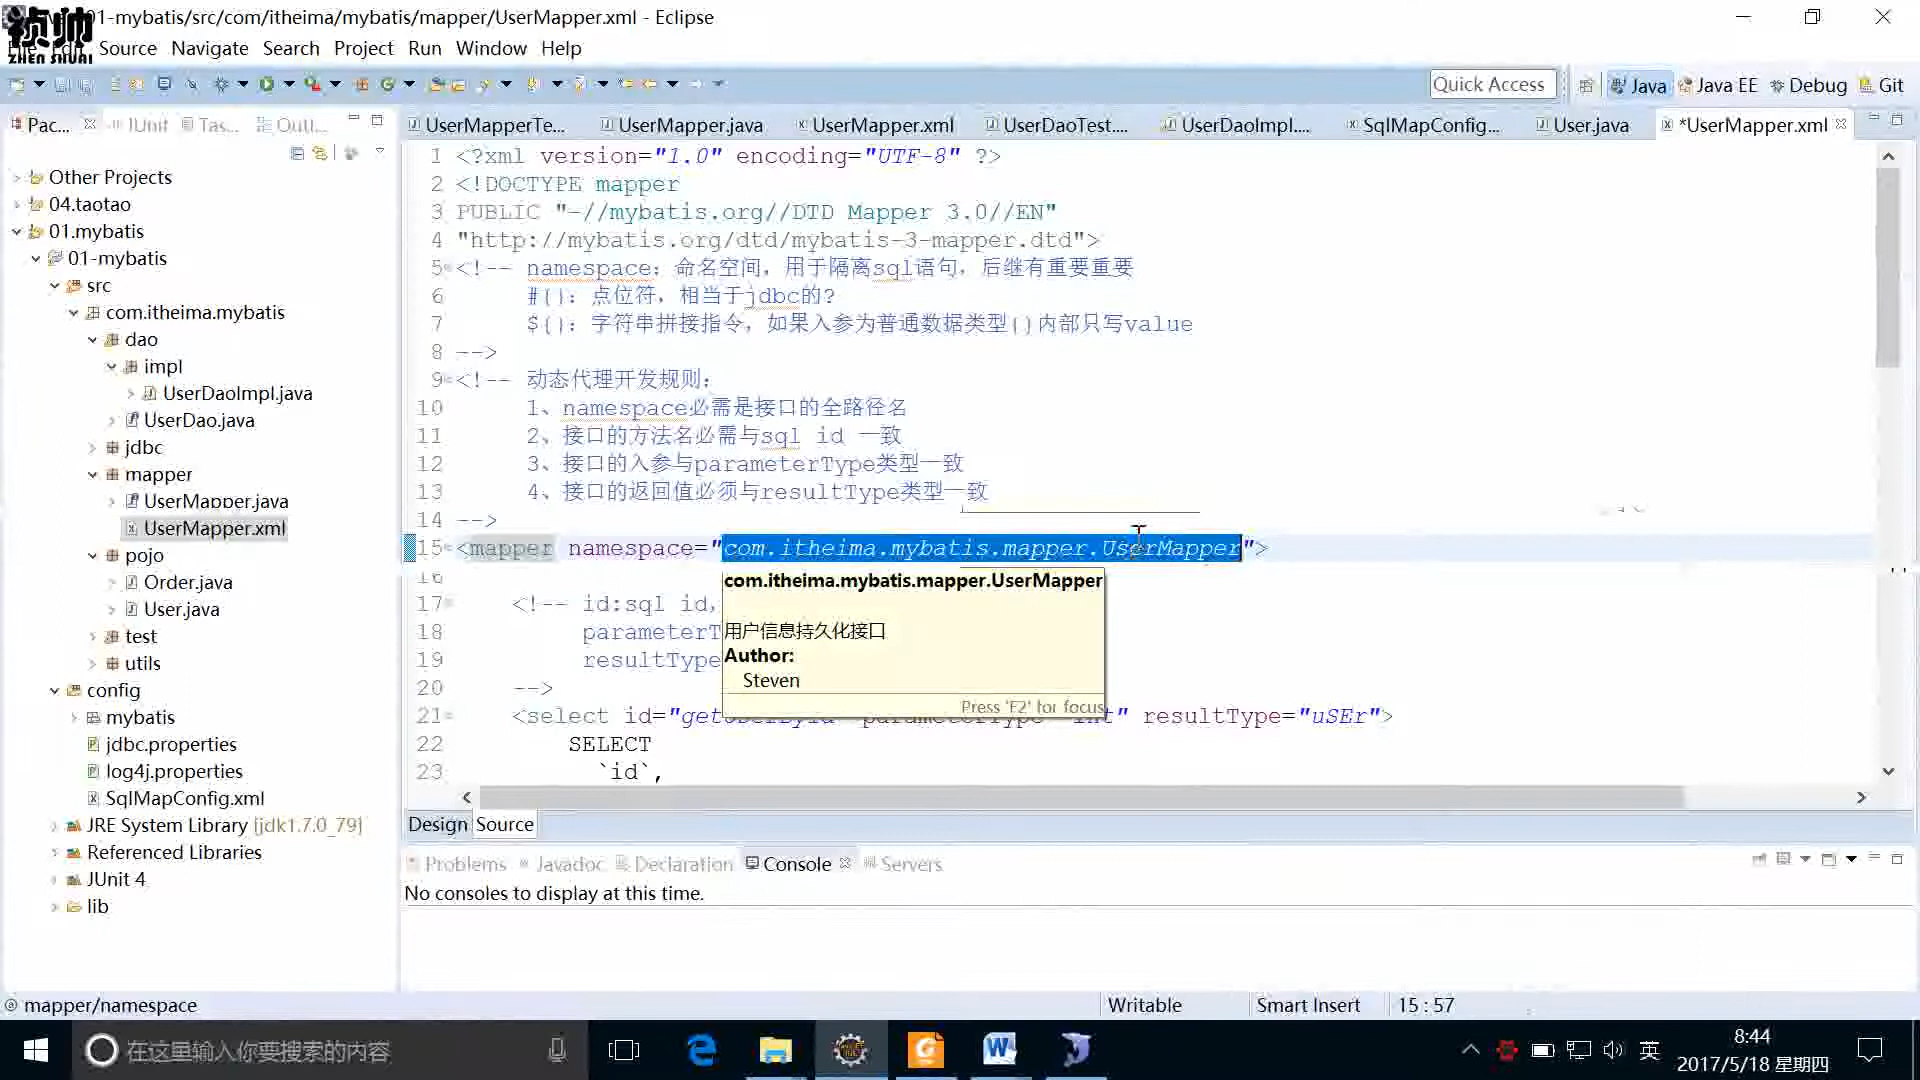 01-mybatis/src/com/itheima/mybatis/mapper/UserMapper.xml - Eclipse
ZHEN SHUAI
Source Navigate Search Project Run Window Help
Quick Access
Java
Java EE
Debug
Git
Pac...
JUnit
Tas...
Outl...
UserMapperTe...
UserMapper.java
UserMapper.xml
UserDaoTest....
UserDaoImpl....
SqlMapConfig...
User.java
*UserMapper.xml
Other Projects
04.taotao
01.mybatis
01-mybatis
src
com.itheima.mybatis
dao
impl
UserDaoImpl.java
UserDao.java
jdbc
mapper
UserMapper.java
UserMapper.xml
pojo
Order.java
User.java
test
utils
config
mybatis
jdbc.properties
log4j.properties
SqlMapConfig.xml
JRE System Library [jdk1.7.0_79]
Referenced Libraries
JUnit 4
lib
1 <?xml version="1.0" encoding="UTF-8" ?>
2 <!DOCTYPE mapper
3 PUBLIC "-//mybatis.org//DTD Mapper 3.0//EN"
4 "http://mybatis.org/dtd/mybatis-3-mapper.dtd">
5 <!-- namespace：命名空间，用于隔离sql语句，后继有重要重要
6 #{}：点位符，相当于jdbc的?
7 ${}：字符串拼接指令，如果入参为普通数据类型{}内部只写value
8 -->
9 <!-- 动态代理开发规则：
10 1、namespace必需是接口的全路径名
11 2、接口的方法名必需与sql id 一致
12 3、接口的入参与parameterType类型一致
13 4、接口的返回值必须与resultType类型一致
14 -->
15 <mapper namespace="com.itheima.mybatis.mapper.UserMapper">
16
17 <!-- id:sql id,
18 parameterT
19 resultType
20 -->
21 <select id="getUserById" parameterType="int" resultType="uSEr">
22 SELECT
23 `id`,
com.itheima.mybatis.mapper.UserMapper
用户信息持久化接口
Author:
Steven
Press 'F2' for focus
Design
Source
Problems
Javadoc
Declaration
Console
Servers
No consoles to display at this time.
mapper/namespace
Writable
Smart Insert
15 : 57
在这里输入你要搜索的内容
英
8:44
2017/5/18 星期四